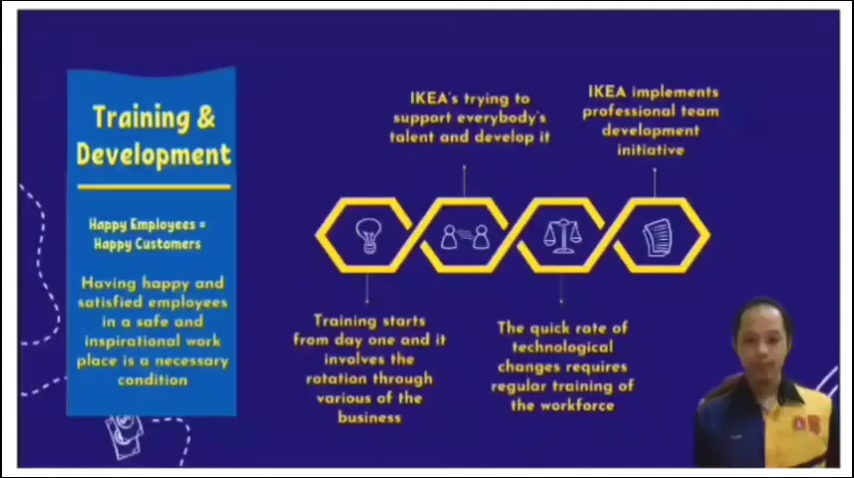 Training &
Development
Happy Employees =
Happy Customers
Having happy and
satisfied employees
in a safe and
inspirational work
place is a necessary
condition
IKEA's trying to
support everybody's
talent and develop it
IKEA implements
professional team
development
initiative
Training starts
from day one and it
involves the
rotation through
various of the
business
The quick rate of
technological
changes requires
regular training of
the workforce